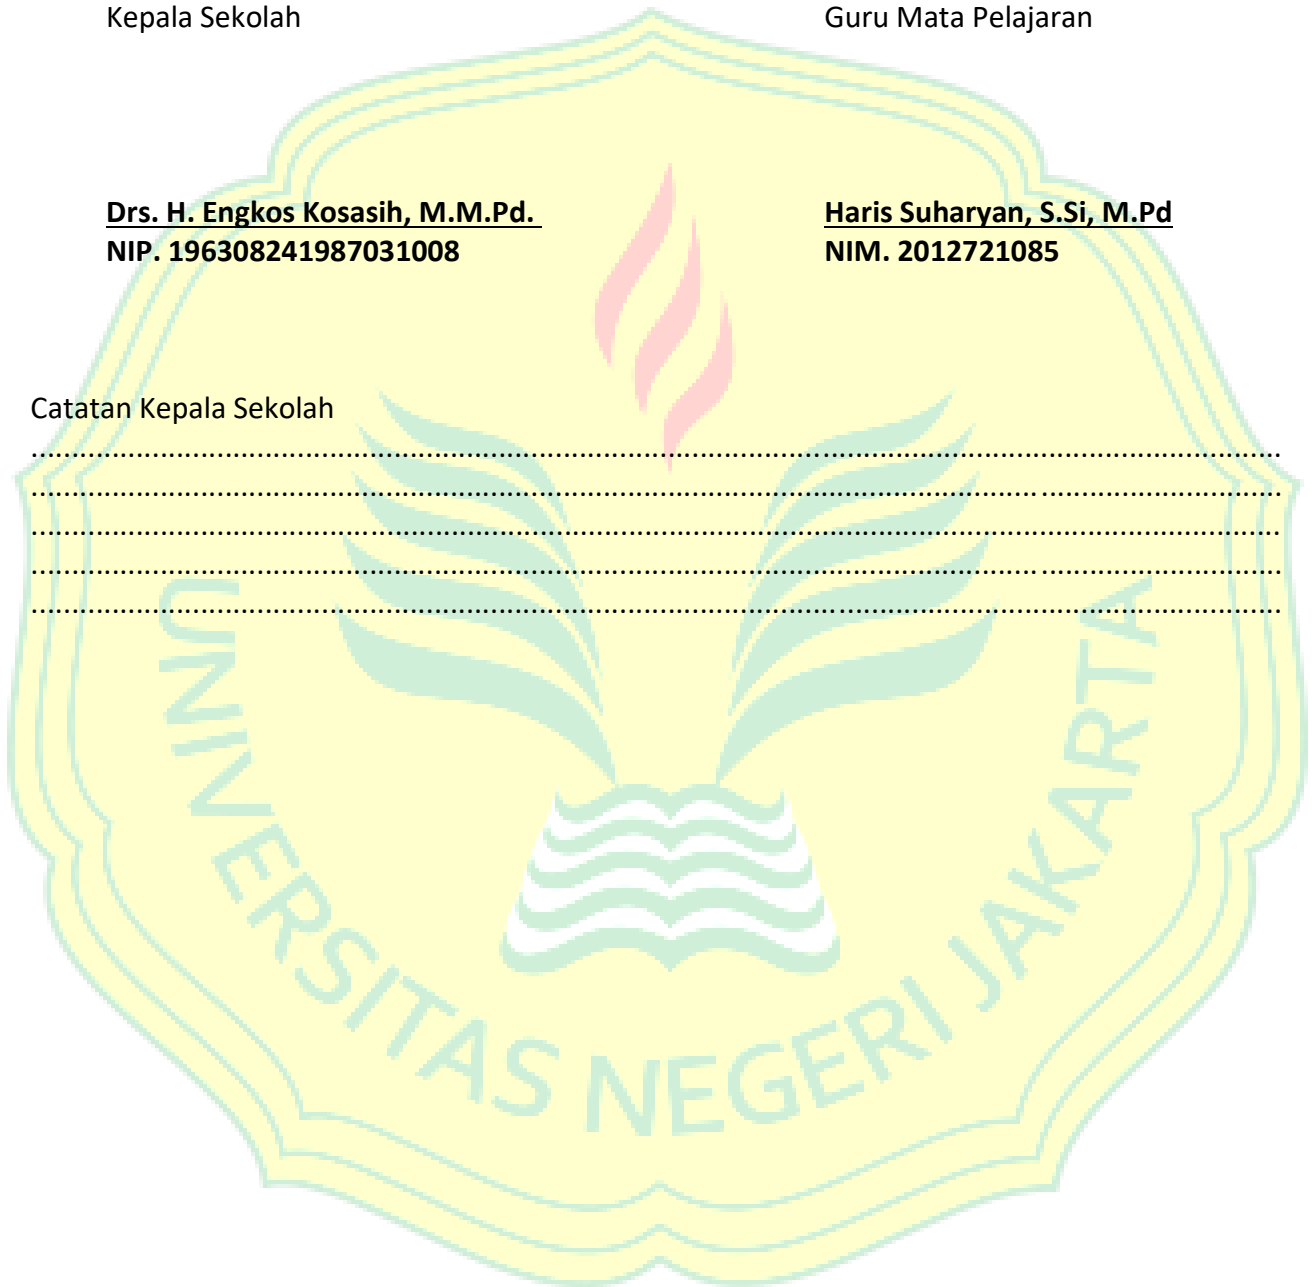 Kepala Sekolah Guru Mata Pelajaran
Drs. H. Engkos Kosasih, M.M.Pd. Haris Suharyan, S.Si, M.Pd
NIP. 196308241987031008 NIM. 2012721085
Catatan Kepala Sekolah
UNIVERSITAS NEGERI JAKARTA